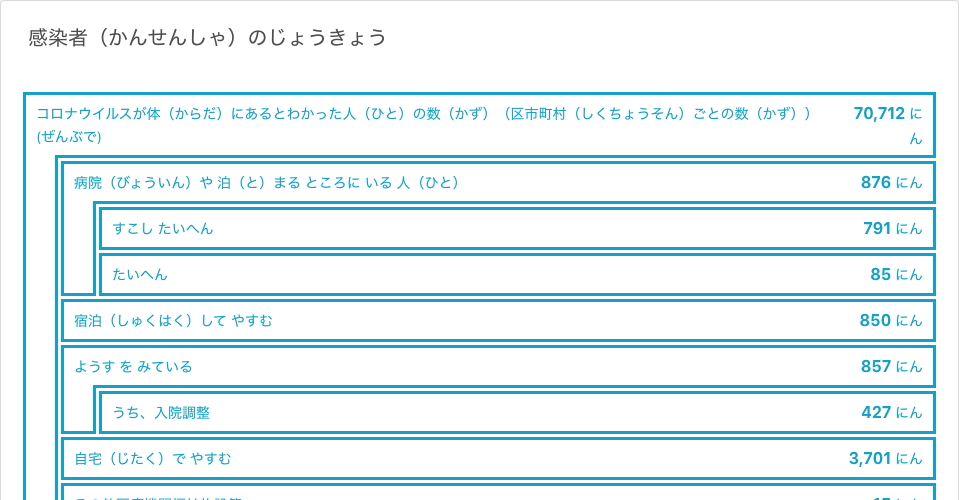 感染者（かんせんしゃ）のじょうきょう
コロナウイルスが体（からだ）にあるとわかった人（ひと）の数（かず）（区市町村（しくちょうそん）ごとの数（かず））
(ぜんぶで)
70,712 に
ん
病院（びょういん）や 泊（と）まる ところに いる 人（ひと） 876 にん
すこし たいへん 791 にん
たいへん 85 にん
宿泊（しゅくはく）して やすむ 850 にん
ようす を みている 857 にん
うち、入院調整 427 にん
自宅（じたく）で やすむ 3,701 にん